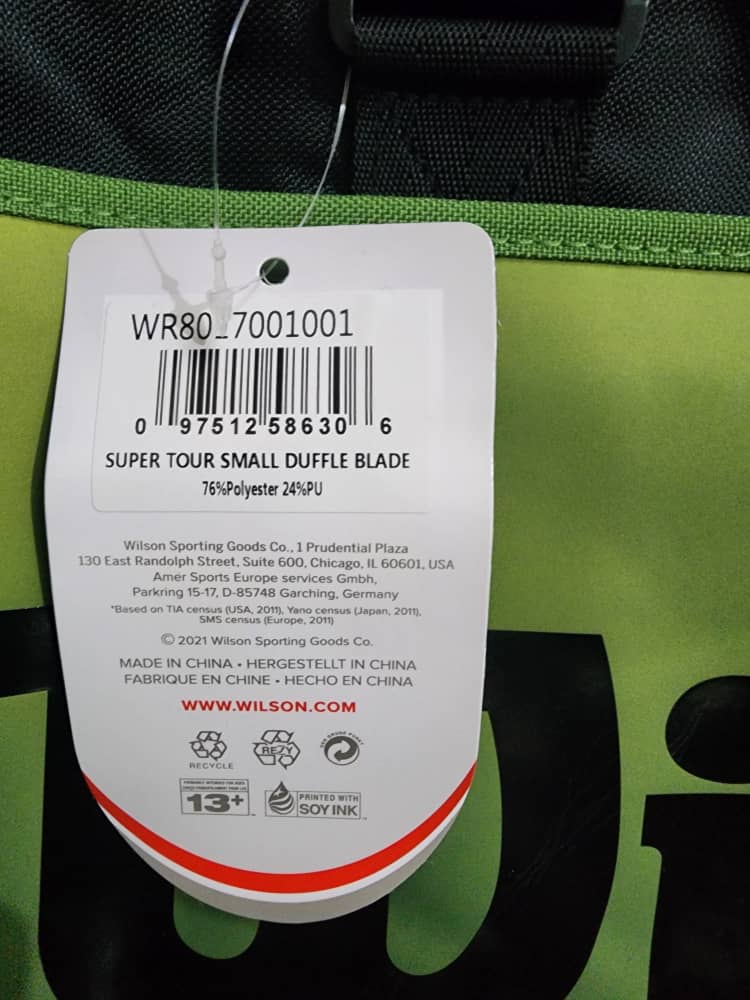 SUPER TOUR SMALL DUFFLE BLADE
0 97512 58630 6
76%Polyester 24%PU
Wilson Sporting Goods Co., 1 Prudential Plaza
130 East Randolph Street, Suite 600, Chicago, IL 60601, USA
Amer Sports Europe services Gmbh,
Parkring 15-17, D-85748 Garching, Germany
*Based on TIA census (USA, 2011), Yano census (Japan, 2011),
SMS census (Europe, 2011)
© 2021 Wilson Sporting Goods Co.
MADE IN CHINA • HERGESTELLT IN CHINA
FABRIQUE EN CHINE • HECHO EN CHINA
WWW.WILSON.COM
RECYCLE
RESY
13+
PRINTED WITH
SOY INK
Wi